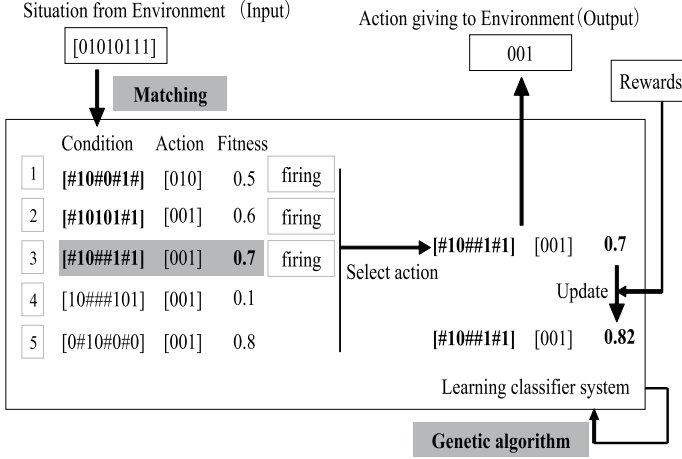 Situation from Environment （Input）
[01010111]
Action giving to Environment（Output）
001
Rewards
Matching
Condition Action Fitness
1 [#10#0#1#] [010] 0.5 firing
2 [#10101#1] [001] 0.6 firing
3 [#10##1#1] [001] 0.7 firing
4 [10###101] [001] 0.1
5 [0#10#0#0] [001] 0.8
Select action
[#10##1#1] [001] 0.7
Update
[#10##1#1] [001] 0.82
Learning classifier system
Genetic algorithm